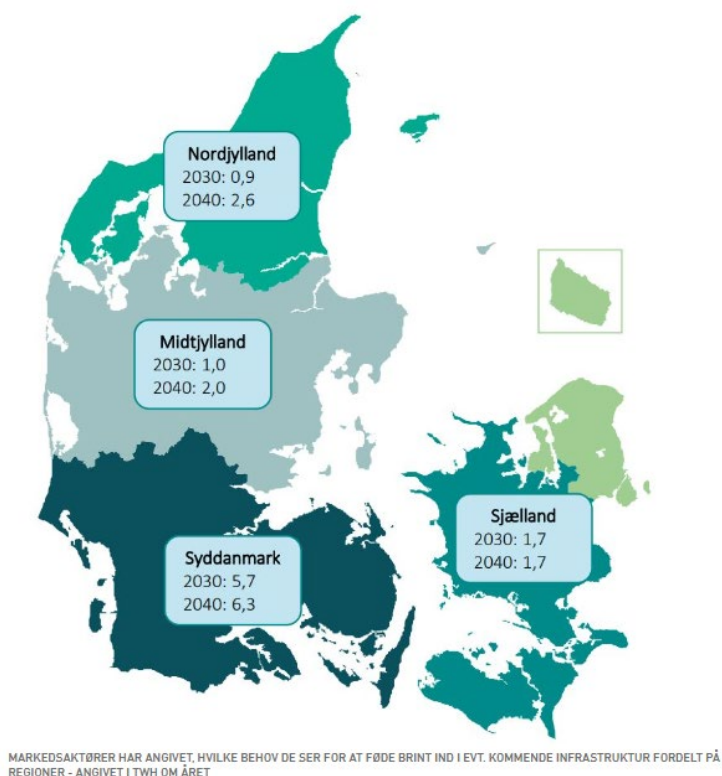 Nordjylland
2030: 0,9
2040: 2,6
Midtjylland
2030: 1,0
2040: 2,0
Sjælland
2030: 1,7
2040: 1,7
Syddanmark
2030: 5,7
2040: 6,3
MARKEDSAKTØRER HAR ANGIVET, HVILKE BEHOV DE SER FOR AT FØDE BRINT IND I EVT. KOMMENDE INFRASTRUKTUR FORDELT PÅ
REGIONER - ANGIVET I TWH OM ÅRET